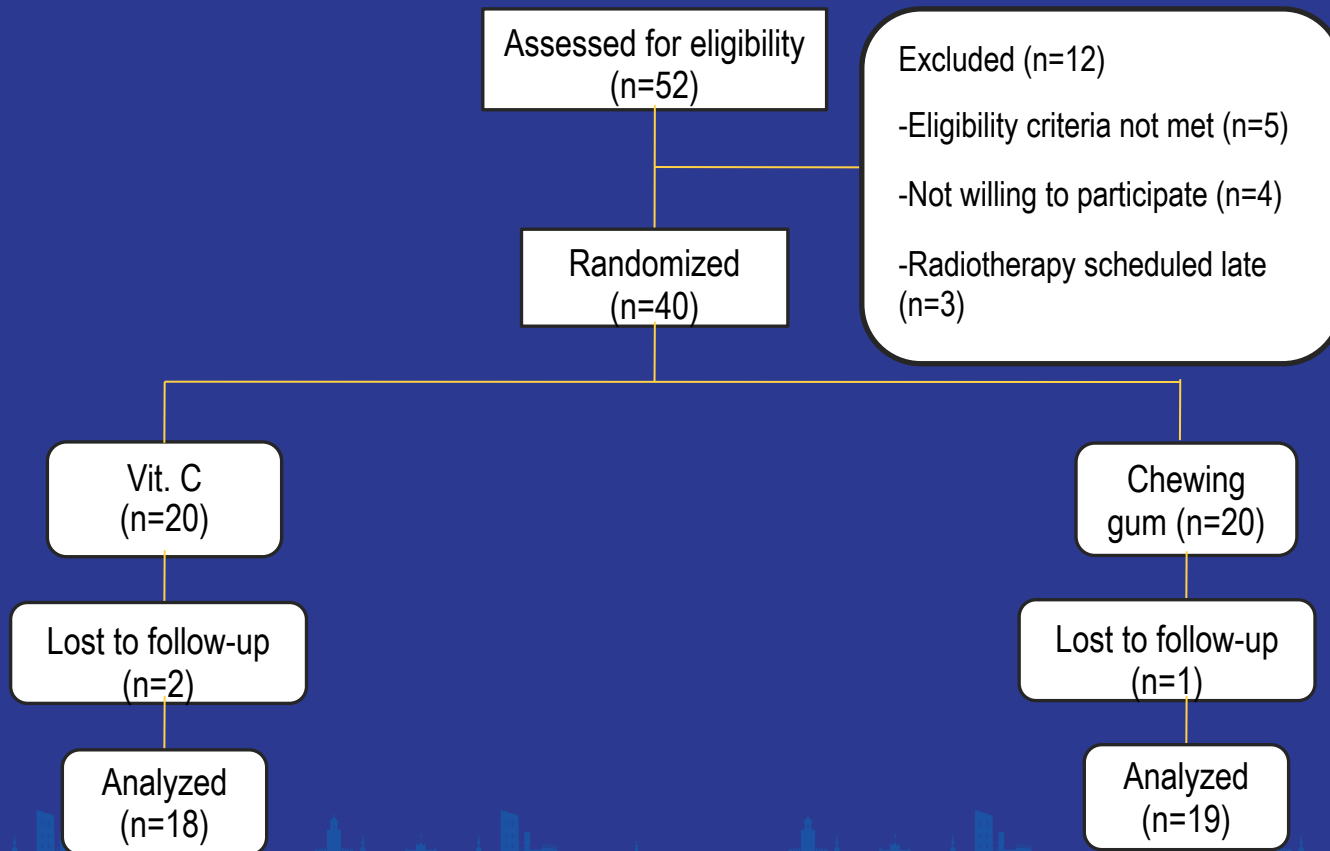 Assessed for eligibility
(n=52)
Excluded (n=12)
-Eligibility criteria not met (n=5)
-Not willing to participate (n=4)
-Radiotherapy scheduled late
(n=3)
Randomized
(n=40)
Vit. C
(n=20)
Chewing
gum (n=20)
Lost to follow-up
(n=2)
Lost to follow-up
(n=1)
Analyzed
(n=18)
Analyzed
(n=19)